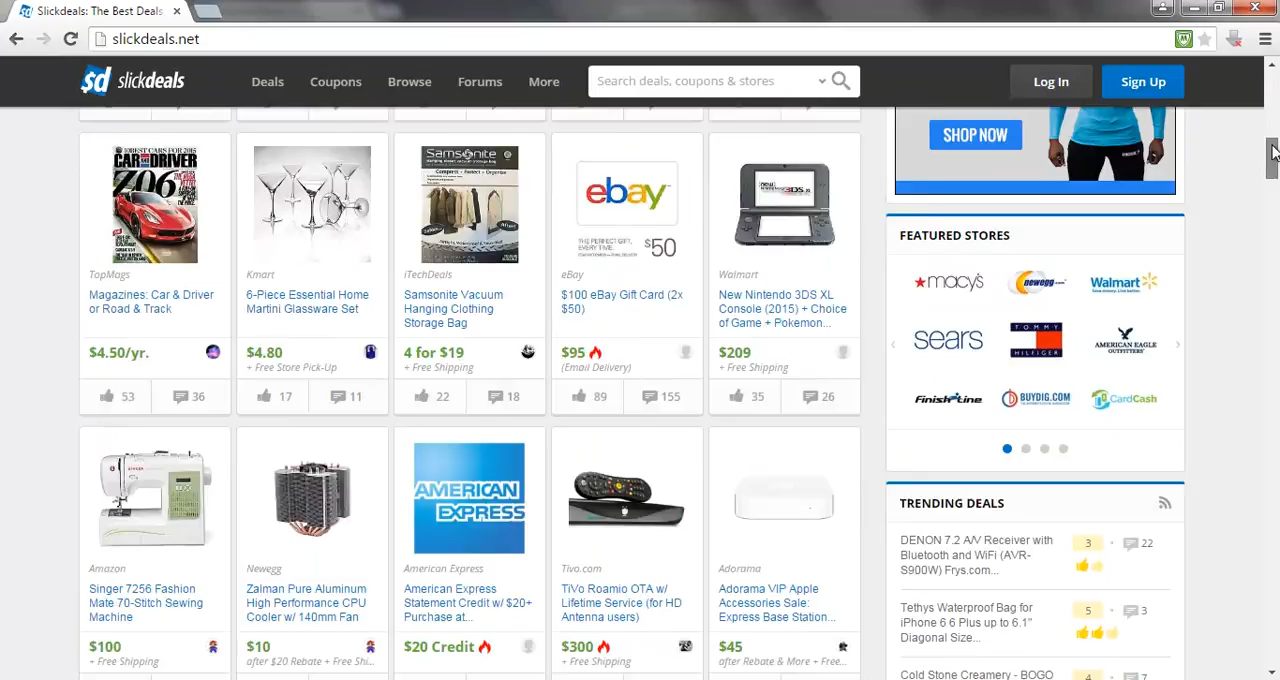 Slickdeals: The Best Deals
slickdeals.net
slickdeals
Deals
Coupons
Browse
Forums
More
Search deals, coupons & stores
Log In
Sign Up
SHOP NOW
10 BEST CARS FOR 2015
CAR AND DRIVER
Z06
TopMags
Magazines: Car & Driver
or Road & Track
$4.50/yr.
53
36
Kmart
6-Piece Essential Home
Martini Glassware Set
$4.80
+ Free Store Pick-Up
17
11
Samsonite
Compact • Protect • Organize
iTechDeals
Samsonite Vacuum
Hanging Clothing
Storage Bag
4 for $19
+ Free Shipping
22
18
ebay
THE PERFECT GIFT,
EVERY TIME.
$50
eBay
$100 eBay Gift Card (2x
$50)
$95
(Email Delivery)
89
155
new
NINTENDO 3DS XL
Walmart
New Nintendo 3DS XL
Console (2015) + Choice
of Game + Pokemon...
$209
+ Free Shipping
35
26
FEATURED STORES
macy's
newegg.com
Walmart
sears
TOMMY
HILFIGER
AMERICAN EAGLE
OUTFITTERS
FINISH LINE
BUYDIG.COM
CardCash
Amazon
Singer 7256 Fashion
Mate 70-Stitch Sewing
Machine
$100
+ Free Shipping
Newegg
Zalman Pure Aluminum
High Performance CPU
Cooler w/ 140mm Fan
$10
after $20 Rebate + Free Shi...
AMERICAN
EXPRESS
American Express
American Express
Statement Credit w/ $20+
Purchase at...
$20 Credit
Tivo.com
TiVo Roamio OTA w/
Lifetime Service (for HD
Antenna users)
$300
+ Free Shipping
Adorama
Adorama VIP Apple
Accessories Sale:
Express Base Station...
$45
after Rebate & More + Free...
TRENDING DEALS
DENON 7.2 A/V Receiver with
Bluetooth and WiFi (AVR-
S900W) Frys.com...
3
22
Tethys Waterproof Bag for
iPhone 6 6 Plus up to 6.1"
Diagonal Size...
5
3
Cold Stone Creamery - BOGO
4
7